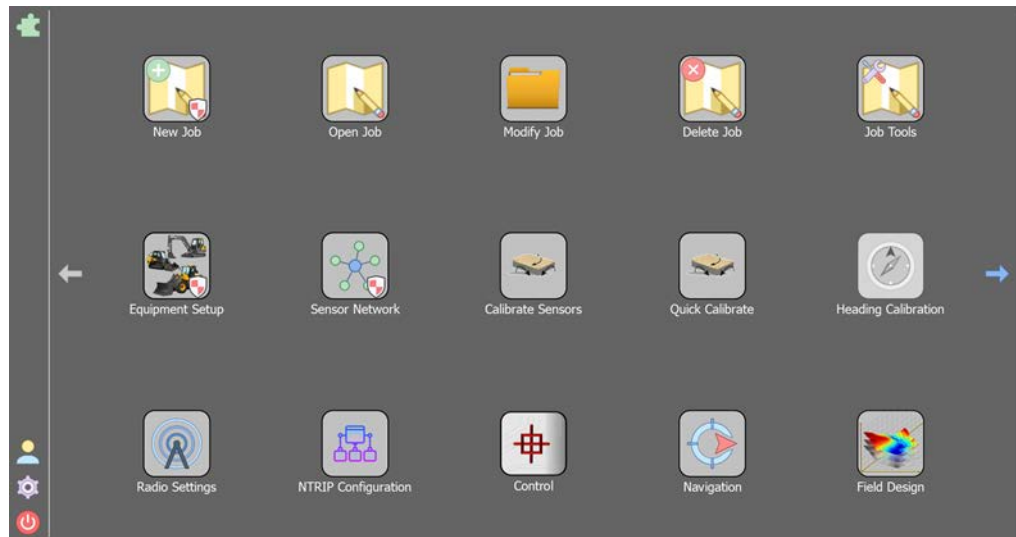 New Job
Open Job
Modify Job
Delete Job
Job Tools
Equipment Setup
Sensor Network
Calibrate Sensors
Quick Calibrate
Heading Calibration
Radio Settings
NTRIP Configuration
Control
Navigation
Field Design